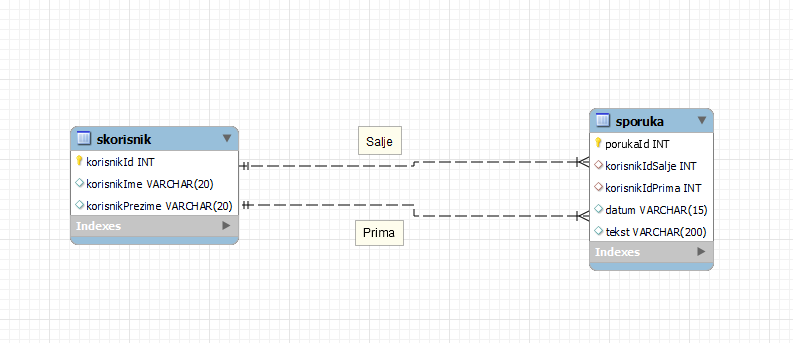 skorisnik
korisnikId INT
korisnikIme VARCHAR(20)
korisnikPrezime VARCHAR(20)
Indexes
Salje
Prima
sporuka
porukaId INT
korisnikIdSalje INT
korisnikIdPrima INT
datum VARCHAR(15)
tekst VARCHAR(200)
Indexes